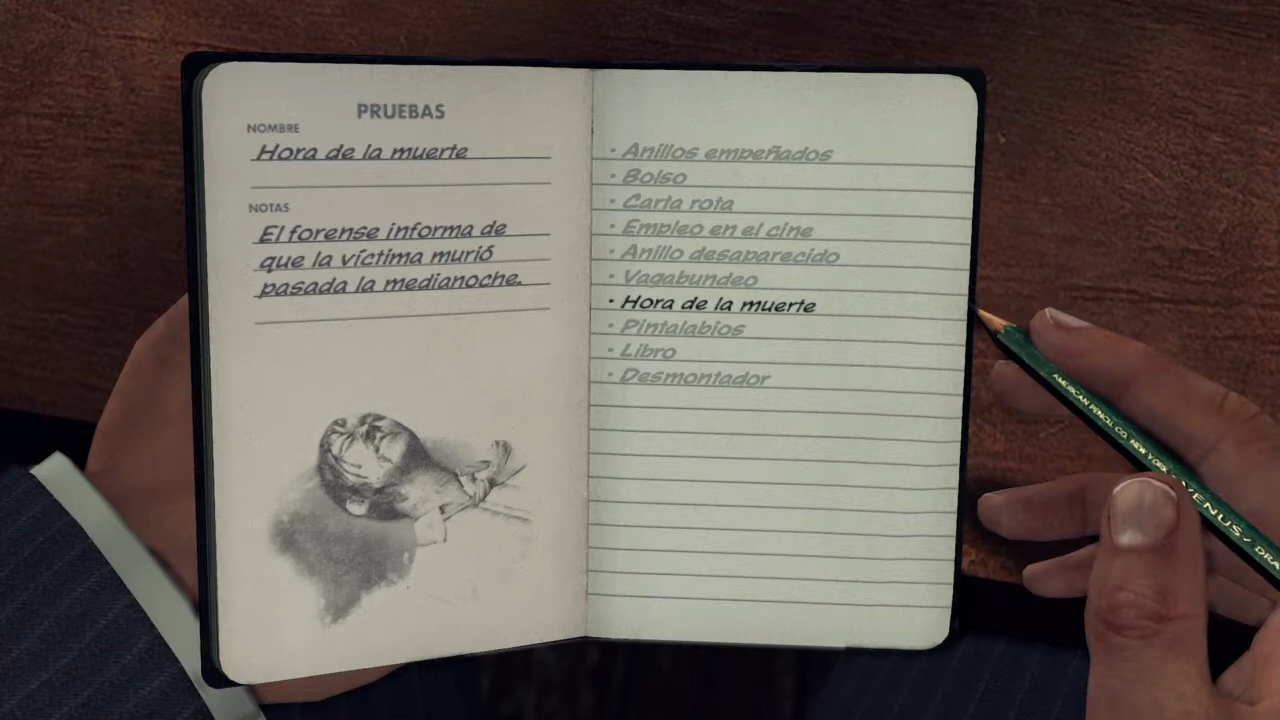 PRUEBAS
NOMBRE
Hora de la muerte
NOTAS
El forense informa de
que la víctima murió
pasada la medianoche.
• Anillos empeñados
• Bolso
• Carta rota
• Empleo en el cine
• Anillo desaparecido
• Vagabundeo
• Hora de la muerte
• Pintalabios
• Libro
• Desmontador
AMERICAN PENCIL CO. NEW YORK VENUS DRA